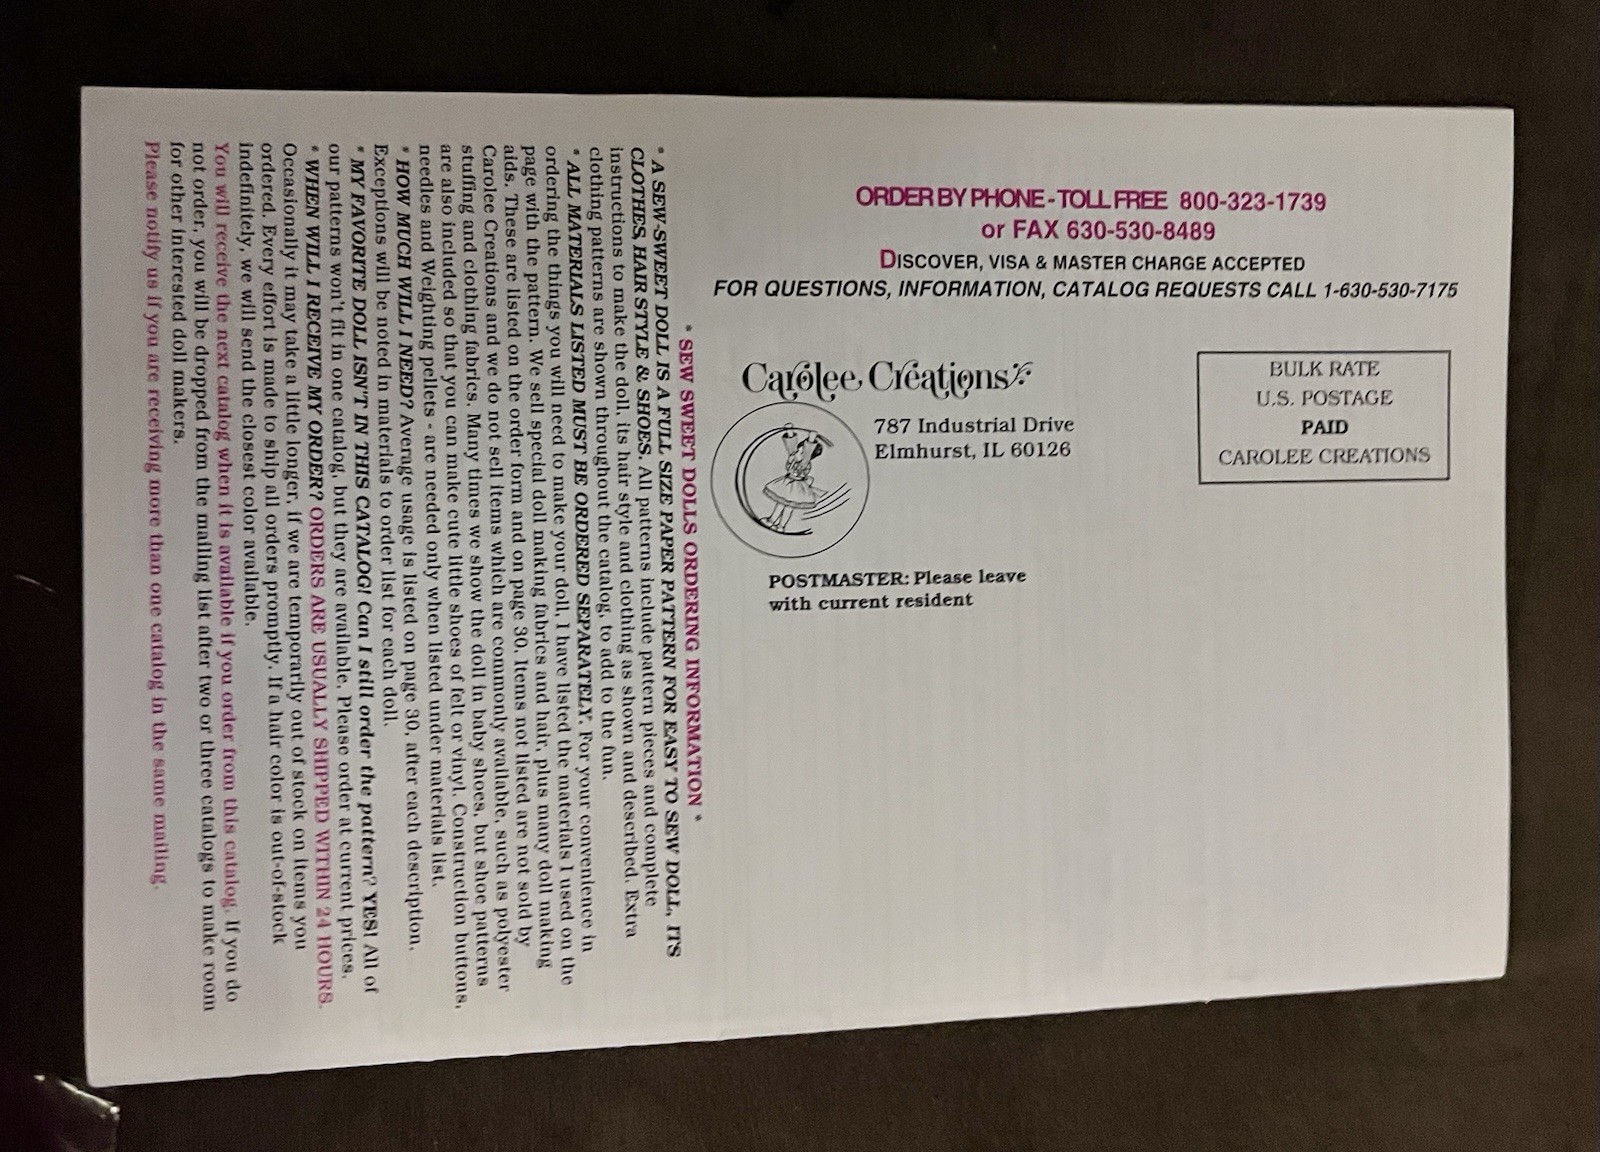 ORDER BY PHONE - TOLL FREE 800-323-1739
or FAX 630-530-8489
DISCOVER, VISA & MASTER CHARGE ACCEPTED
FOR QUESTIONS, INFORMATION, CATALOG REQUESTS CALL 1-630-530-7175
Carolee Creations
787 Industrial Drive
Elmhurst, IL 60126
BULK RATE
U.S. POSTAGE
PAID
CAROLEE CREATIONS
POSTMASTER: Please leave
with current resident
* SEW SWEET DOLLS ORDERING INFORMATION *
* A SEW-SWEET DOLL IS A FULL SIZE PAPER PATTERN FOR EASY TO SEW DOLL, ITS
CLOTHES, HAIR STYLE & SHOES. All patterns include pattern pieces and complete
instructions to make the doll, its hair style and clothing as shown and described. Extra
clothing patterns are shown throughout the catalog, to add to the fun.
* ALL MATERIALS LISTED MUST BE ORDERED SEPARATELY. For your convenience in
ordering the things you will need to make your doll, I have listed the materials I used on the
page with the pattern. We sell special doll making fabrics and hair, plus many doll making
aids. These are listed on the order form and on page 30. Items not listed are not sold by
Carolee Creations and we do not sell items which are commonly available, such as polyester
stuffing and clothing fabrics. Many times we show the doll in baby shoes, but shoe patterns
are also included so that you can make cute little shoes of felt or vinyl. Construction buttons,
needles and Weighting pellets - are needed only when listed under materials list.
* HOW MUCH WILL I NEED? Average usage is listed on page 30, after each description.
Exceptions will be noted in materials to order list for each doll.
* MY FAVORITE DOLL ISN'T IN THIS CATALOG! Can I still order the pattern? YES! All of
our patterns won't fit in one catalog, but they are available. Please order at current prices.
* WHEN WILL I RECEIVE MY ORDER? ORDERS ARE USUALLY SHIPPED WITHIN 24 HOURS.
Occasionally it may take a little longer, if we are temporarily out of stock on items you
ordered. Every effort is made to ship all orders promptly. If a hair color is out-of-stock
indefinitely, we will send the closest color available.
You will receive the next catalog when it is available if you order from this catalog. If you do
not order, you will be dropped from the mailing list after two or three catalogs to make room
for other interested doll makers.
Please notify us if you are receiving more than one catalog in the same mailing.